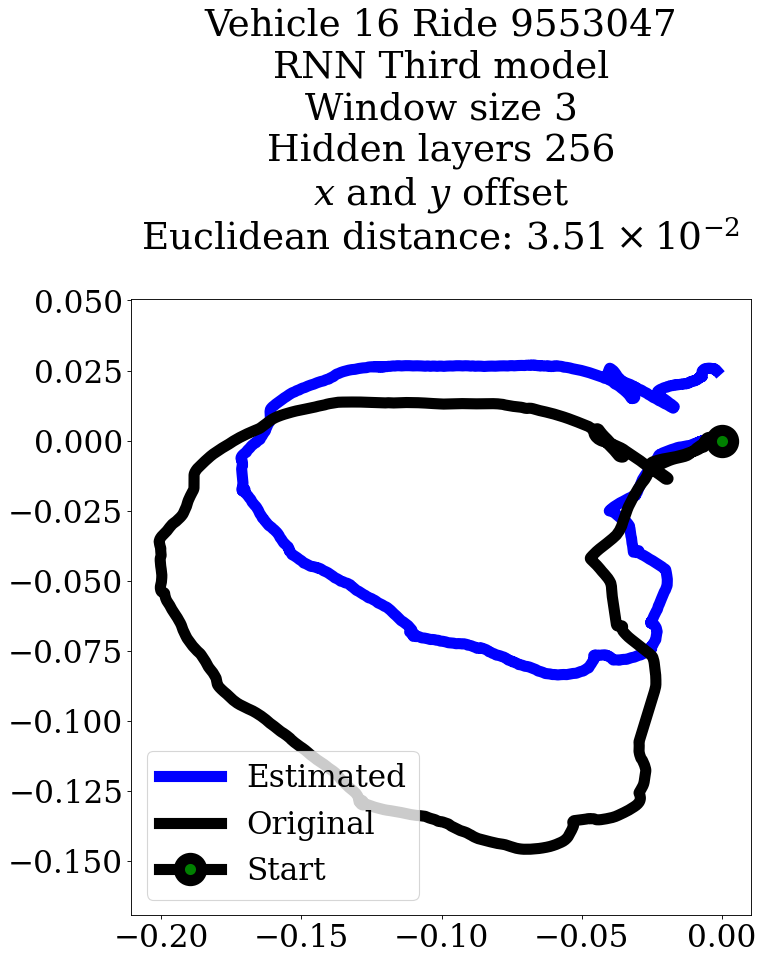 Vehicle 16 Ride 9553047
RNN Third model
Window size 3
Hidden layers 256
x and y offset
Euclidean distance: 3.51 × 10⁻²
0.050
0.025
0.000
−0.025
−0.050
−0.075
−0.100
−0.125
−0.150
Estimated
Original
Start
−0.20 −0.15 −0.10 −0.05 0.00